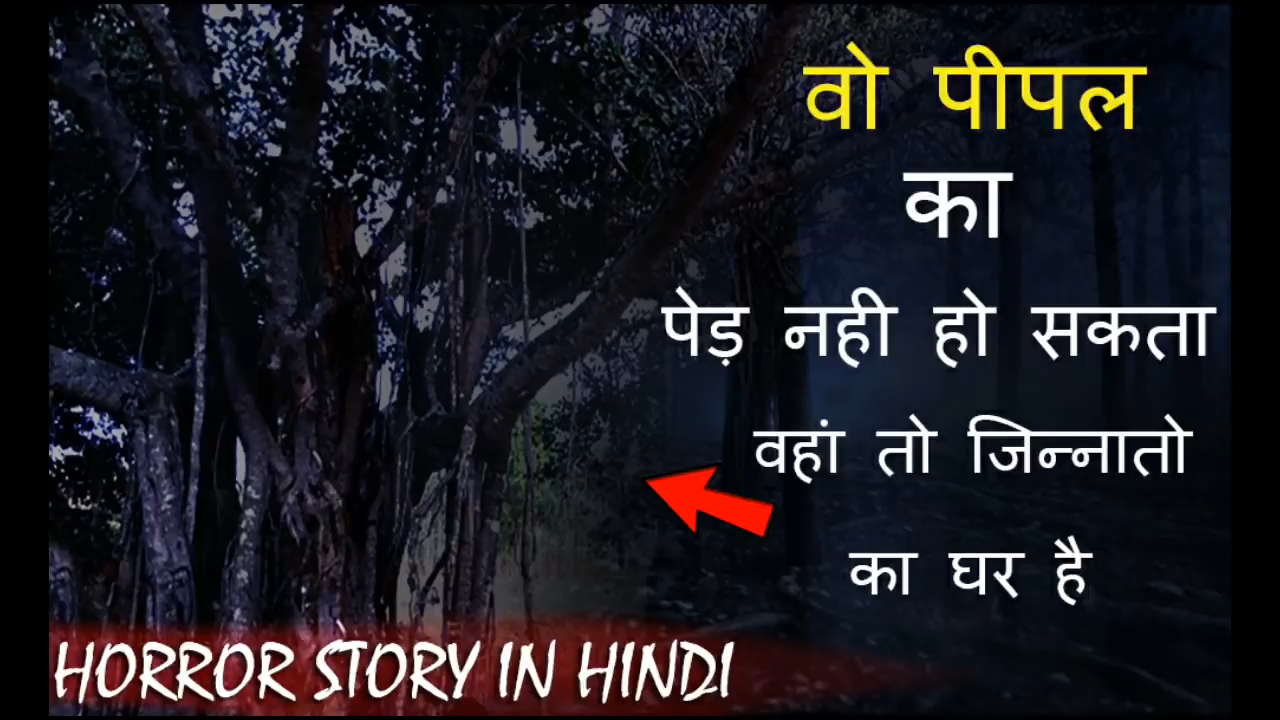 वो पीपल
का
पेड़ नही हो सकता
वहां तो जिन्नातो
का घर है
HORROR STORY IN HINDI